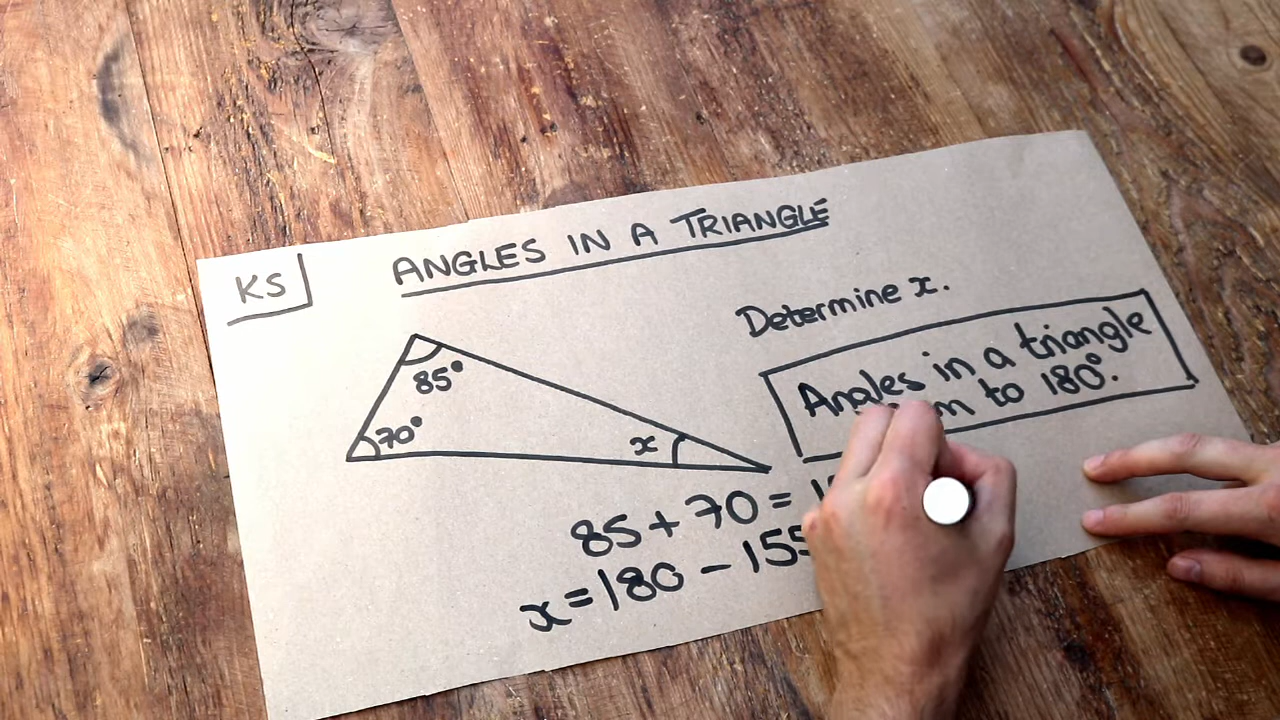 KS
ANGLES IN A TRIANGLE
Determine x.
Angles in a triangle
to 180°.
85°
70°
x
85 + 70 =
x = 180 - 155